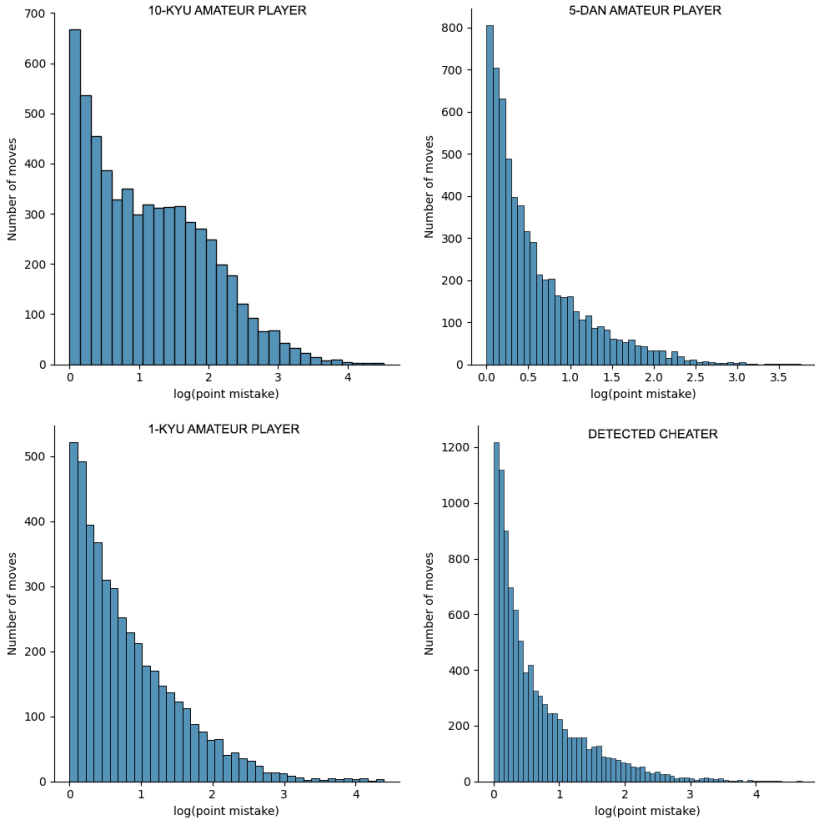 10-KYU AMATEUR PLAYER
700
600
500
400
300
200
100
0
Number of moves
0 1 2 3 4
log(point mistake)
5-DAN AMATEUR PLAYER
800
700
600
500
400
300
200
100
0
Number of moves
0.0 0.5 1.0 1.5 2.0 2.5 3.0 3.5
log(point mistake)
1-KYU AMATEUR PLAYER
500
400
300
200
100
0
Number of moves
0 1 2 3 4
log(point mistake)
DETECTED CHEATER
1200
1000
800
600
400
200
0
Number of moves
0 1 2 3 4
log(point mistake)